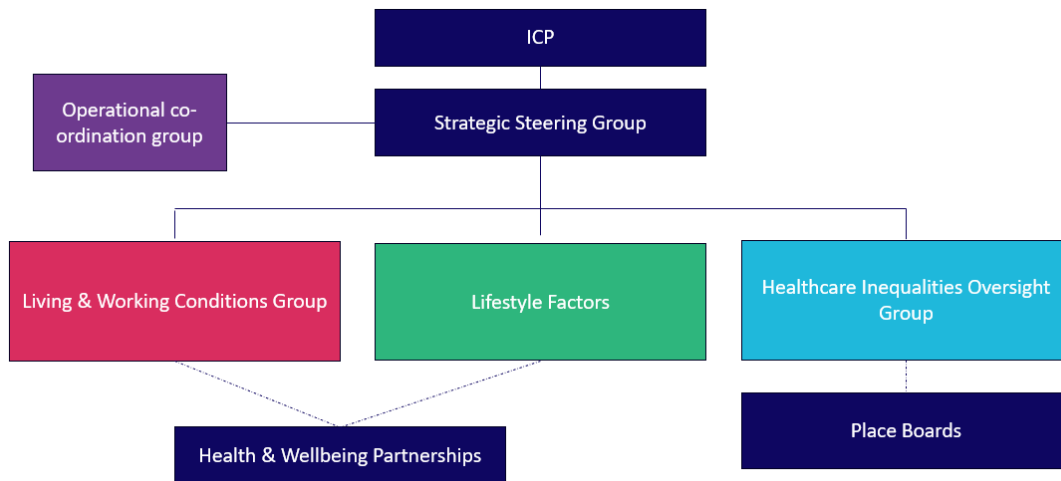 ICP
Operational co-
ordination group
Strategic Steering Group
Living & Working Conditions Group
Lifestyle Factors
Healthcare Inequalities Oversight
Group
Health & Wellbeing Partnerships
Place Boards